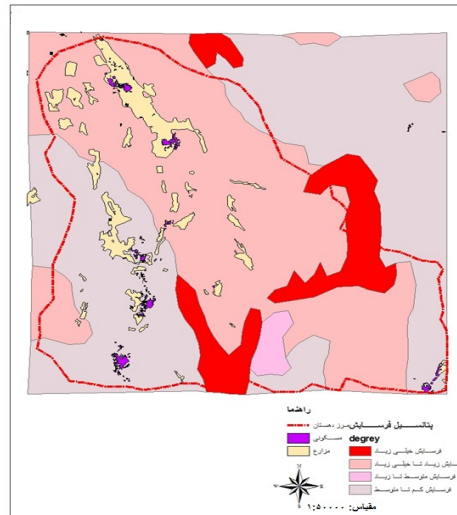 راهنما
پتانسیل فرسایش
مرز دهستان
degrey
مسکونی
مزارع
فرسایش خیلی زیاد
سایش زیاد تا خیلی زیاد
فرسایش متوسط تا زیاد
فرسایش کم تا متوسط
مقیاس: ۱:۵۰۰۰۰